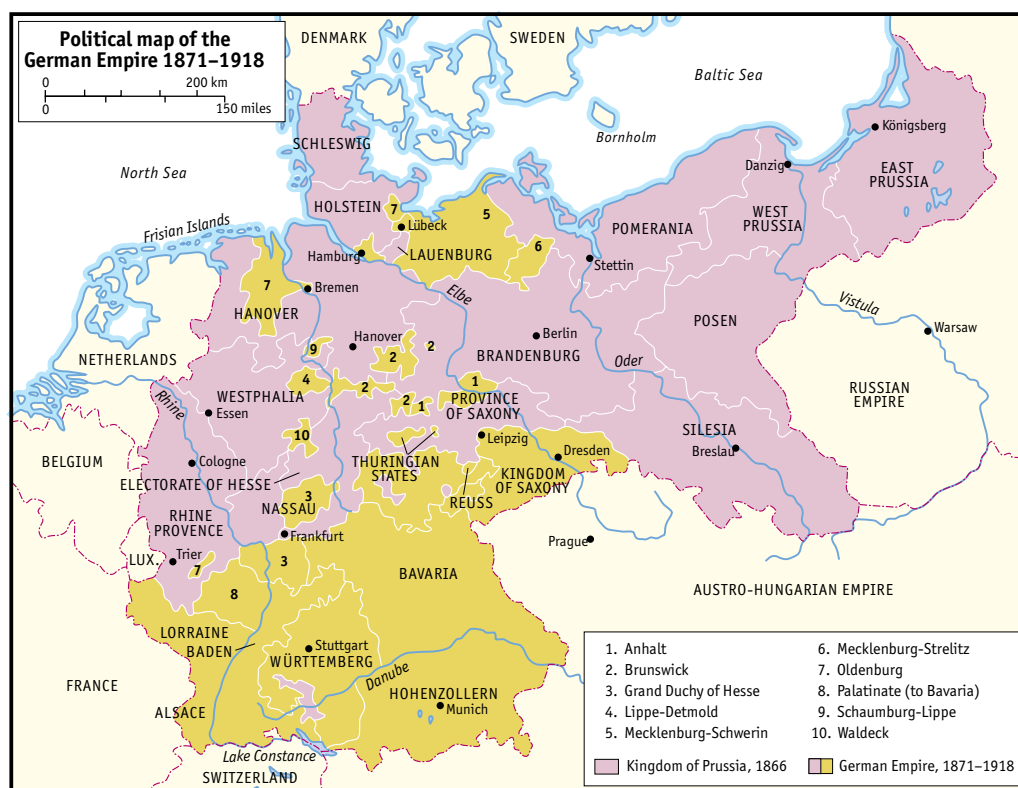 Political map of the
German Empire 1871–1918
0 200 km
0 150 miles
DENMARK
SWEDEN
Baltic Sea
Bornholm
North Sea
Frisian Islands
SCHLESWIG
HOLSTEIN
7
Lübeck
5
6
LAUENBURG
Hamburg
Königsberg
Danzig
EAST
PRUSSIA
WEST
PRUSSIA
POMERANIA
Stettin
7
Bremen
HANOVER
Elbe
Hanover
9
2
2
Berlin
BRANDENBURG
POSEN
Vistula
Warsaw
NETHERLANDS
Oder
RUSSIAN
EMPIRE
4
2
1
WESTPHALIA
2
1
PROVINCE
OF SAXONY
Rhine
Essen
10
Leipzig
SILESIA
Breslau
BELGIUM
Cologne
THURINGIAN
STATES
Dresden
KINGDOM
OF SAXONY
ELECTORATE OF HESSE
3
NASSAU
REUSS
RHINE
PROVINCE
Frankfurt
Prague
LUX.
Trier
7
3
BAVARIA
8
AUSTRO-HUNGARIAN EMPIRE
LORRAINE
BADEN
Stuttgart
WÜRTTEMBERG
Danube
FRANCE
HOHENZOLLERN
Munich
ALSACE
Lake Constance
SWITZERLAND
1. Anhalt
2. Brunswick
3. Grand Duchy of Hesse
4. Lippe-Detmold
5. Mecklenburg-Schwerin
6. Mecklenburg-Strelitz
7. Oldenburg
8. Palatinate (to Bavaria)
9. Schaumburg-Lippe
10. Waldeck
Kingdom of Prussia, 1866
German Empire, 1871–1918